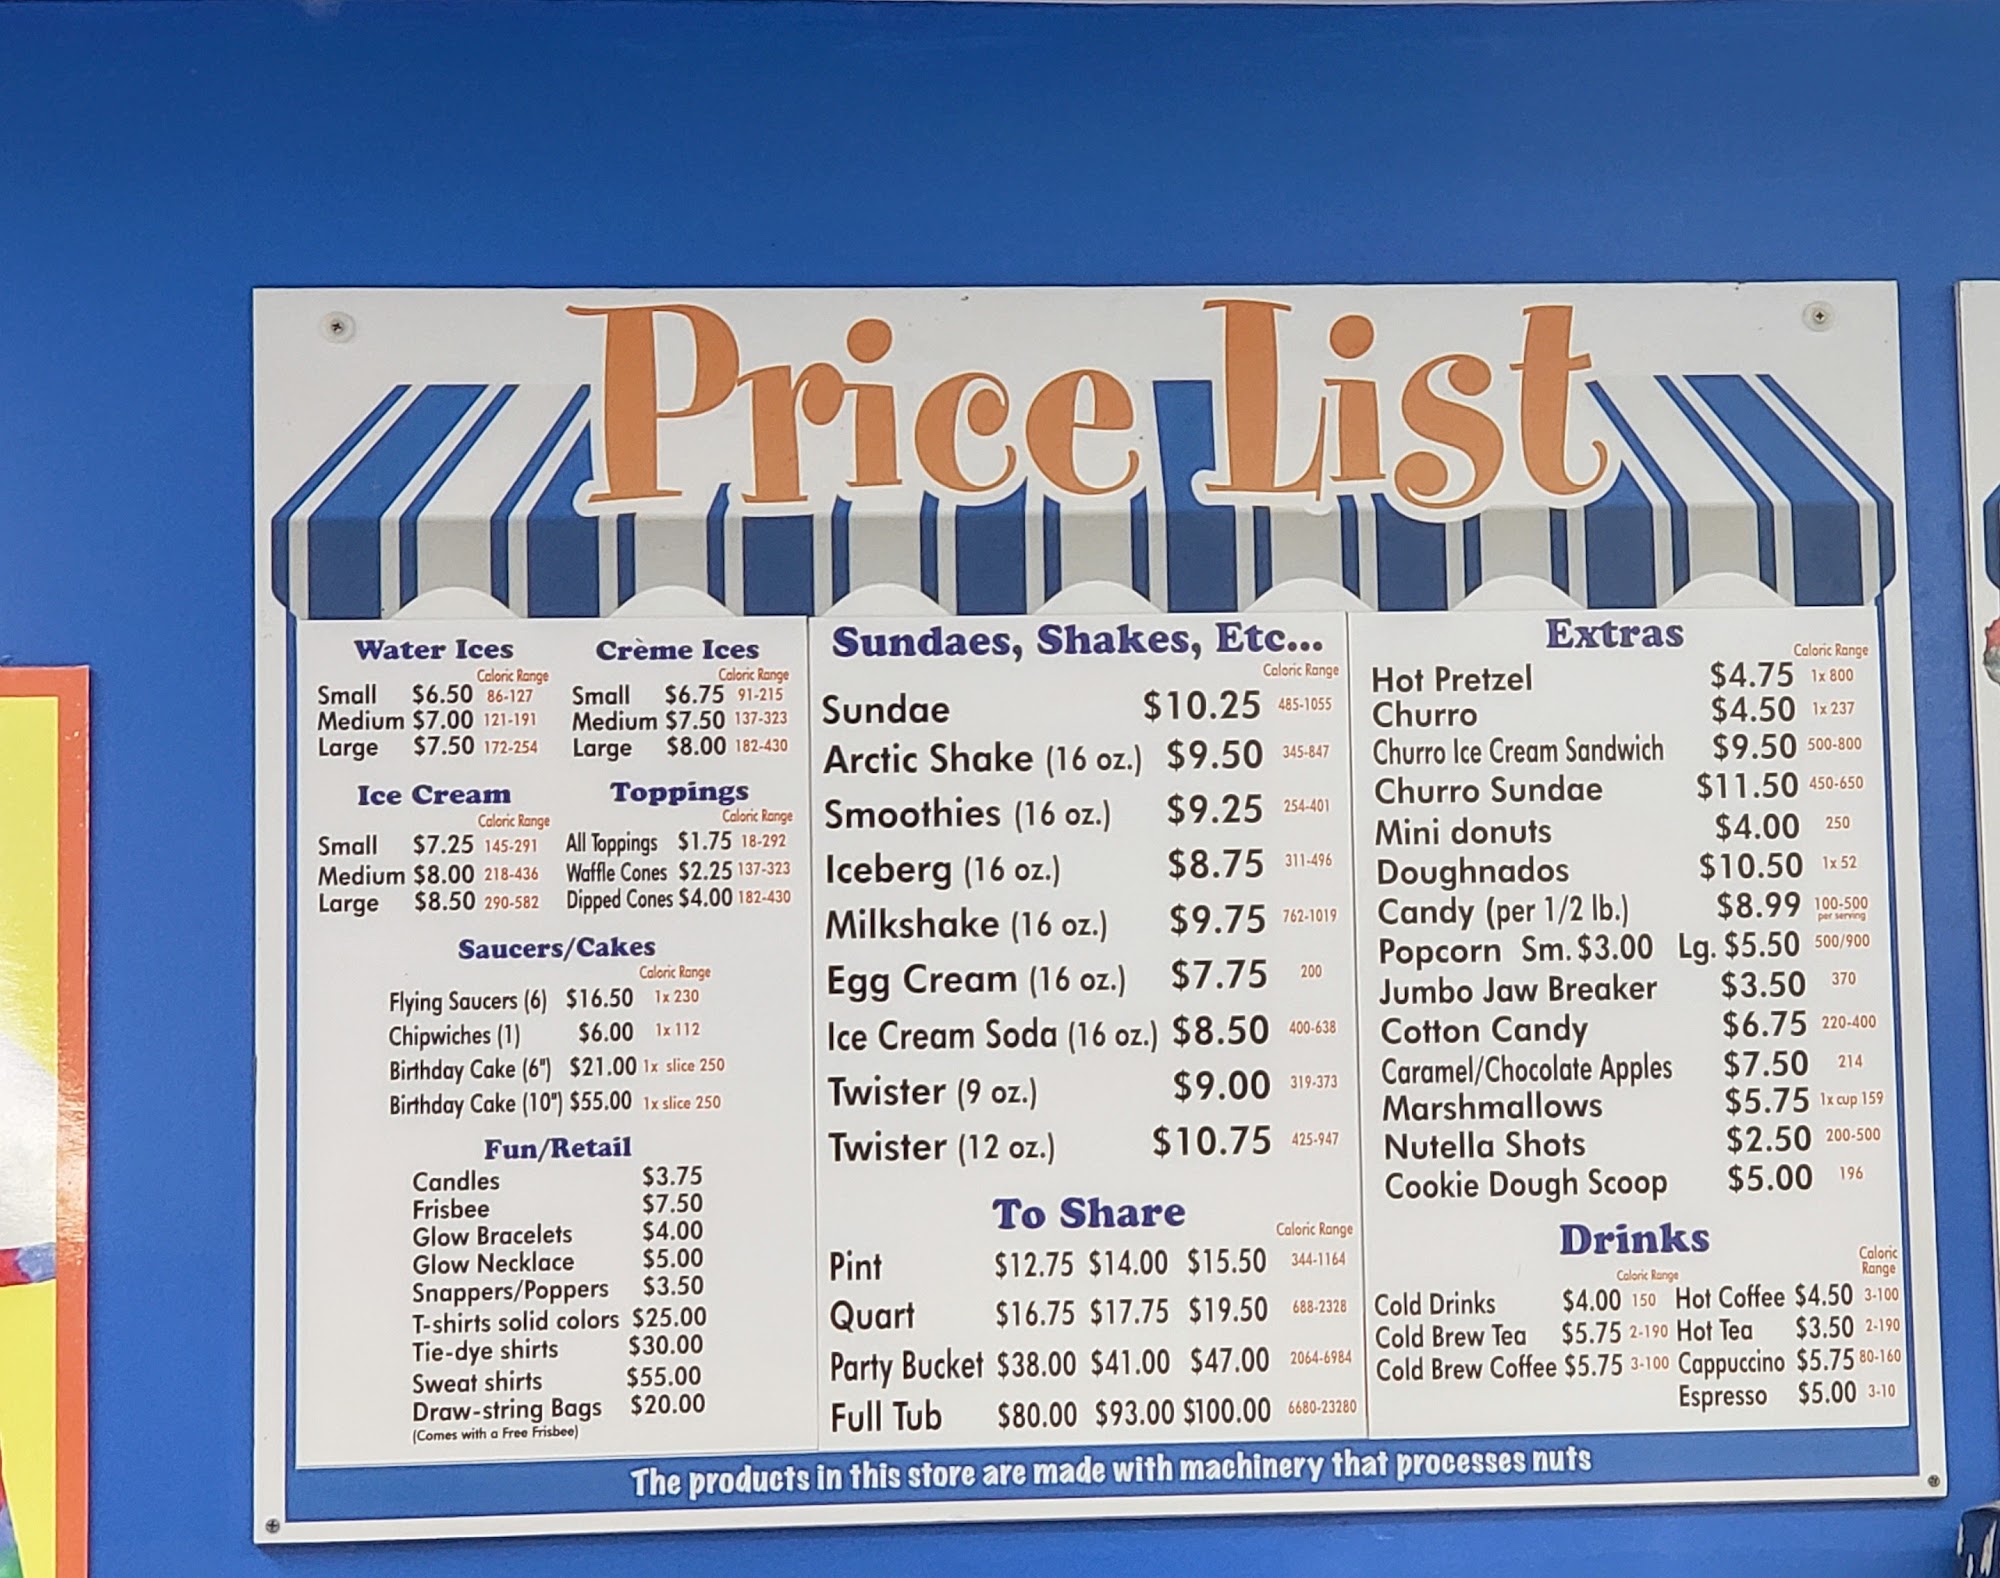 Price List
Water Ices
Caloric Range
Small $6.50 86-127
Medium $7.00 121-191
Large $7.50 172-254
Crème Ices
Caloric Range
Small $6.75 91-215
Medium $7.50 137-323
Large $8.00 182-430
Ice Cream
Caloric Range
Small $7.25 145-291
Medium $8.00 218-436
Large $8.50 290-582
Toppings
Caloric Range
All Toppings $1.75 18-292
Waffle Cones $2.25 137-323
Dipped Cones $4.00 182-430
Saucers/Cakes
Caloric Range
Flying Saucers (6) $16.50 1x 230
Chipwiches (1) $6.00 1x 112
Birthday Cake (6") $21.00 1x slice 250
Birthday Cake (10") $55.00 1x slice 250
Fun/Retail
Candles $3.75
Frisbee $7.50
Glow Bracelets $4.00
Glow Necklace $5.00
Snappers/Poppers $3.50
T-shirts solid colors $25.00
Tie-dye shirts $30.00
Sweat shirts $55.00
Draw-string Bags $20.00
(Comes with a Free Frisbee)
Sundaes, Shakes, Etc...
Caloric Range
Sundae $10.25 485-1055
Arctic Shake (16 oz.) $9.50 345-847
Smoothies (16 oz.) $9.25 254-401
Iceberg (16 oz.) $8.75 311-496
Milkshake (16 oz.) $9.75 762-1019
Egg Cream (16 oz.) $7.75 200
Ice Cream Soda (16 oz.) $8.50 400-638
Twister (9 oz.) $9.00 319-373
Twister (12 oz.) $10.75 425-947
To Share
Caloric Range
Pint $12.75 $14.00 $15.50 344-1164
Quart $16.75 $17.75 $19.50 688-2328
Party Bucket $38.00 $41.00 $47.00 2064-6984
Full Tub $80.00 $93.00 $100.00 6680-23280
Extras
Caloric Range
Hot Pretzel $4.75 1x 800
Churro $4.50 1x 237
Churro Ice Cream Sandwich $9.50 500-800
Churro Sundae $11.50 450-650
Mini donuts $4.00 250
Doughnados $10.50 1x 52
Candy (per 1/2 lb.) $8.99 100-500
per serving
Popcorn Sm. $3.00 Lg. $5.50 500/900
Jumbo Jaw Breaker $3.50 370
Cotton Candy $6.75 220-400
Caramel/Chocolate Apples $7.50 214
Marshmallows $5.75 1x cup 159
Nutella Shots $2.50 200-500
Cookie Dough Scoop $5.00 196
Drinks
Caloric Range
Cold Drinks $4.00 150
Cold Brew Tea $5.75 2-190
Cold Brew Coffee $5.75 3-100
Caloric
Range
Hot Coffee $4.50 3-100
Hot Tea $3.50 2-190
Cappuccino $5.75 80-160
Espresso $5.00 3-10
The products in this store are made with machinery that processes nuts